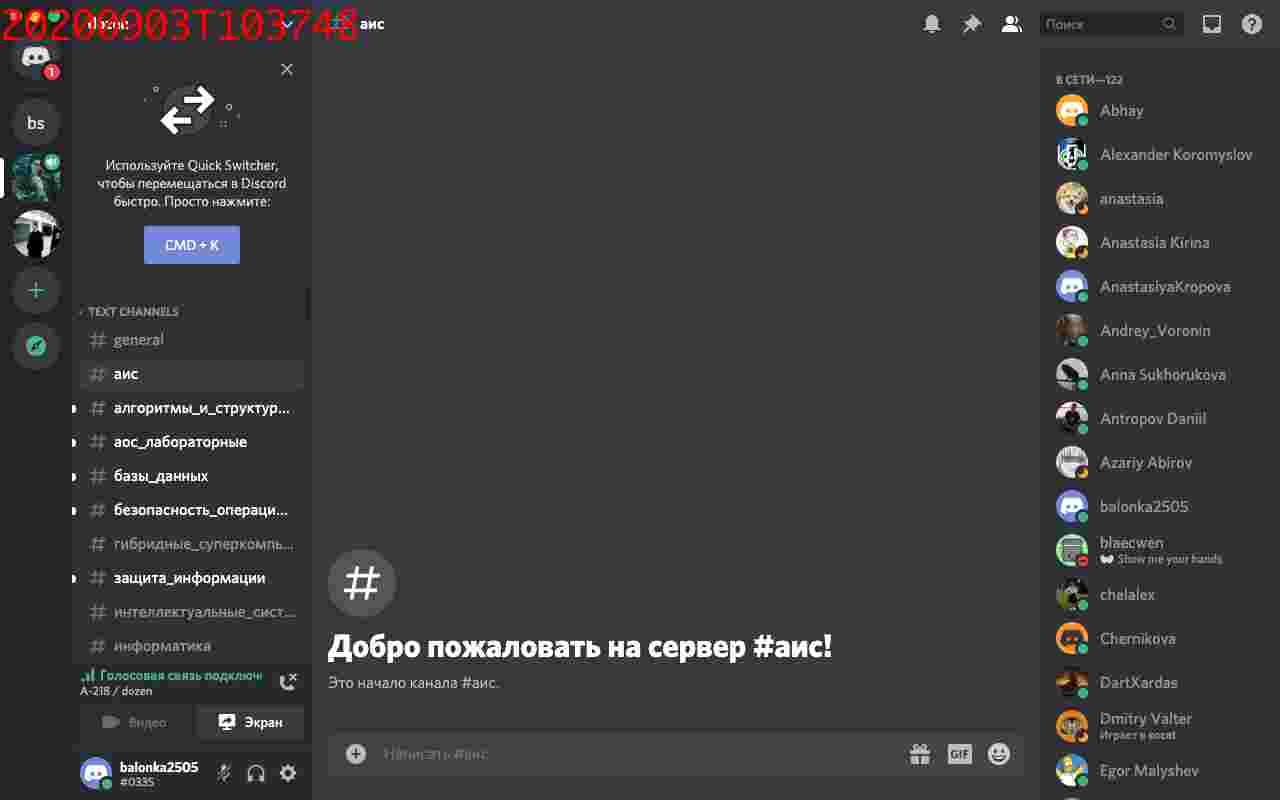 20200903T103748
dozen
аис
Поиск
1
bs
Используйте Quick Switcher,
чтобы перемещаться в Discord
быстро. Просто нажмите:
CMD + K
TEXT CHANNELS
general
аис
алгоритмы_и_структур...
аос_лабораторные
базы_данных
безопасность_операци...
гибридные_суперкомпь...
защита_информации
интеллектуальные_сист...
информатика
Голосовая связь подключ
A-218 / dozen
Видео
Экран
balonka2505
#0335
Добро пожаловать на сервер #аис!
Это начало канала #аис.
Написать #аис
GIF
В СЕТИ—122
Abhay
Alexander Koromyslov
anastasia
Anastasia Kirina
AnastasiyaKropova
Andrey_Voronin
Anna Sukhorukova
Antropov Daniil
Azariy Abirov
balonka2505
blaecwen
Show me your hands
chelalex
Chernikova
DartXardas
Dmitry Valter
Играет в
Egor Malyshev